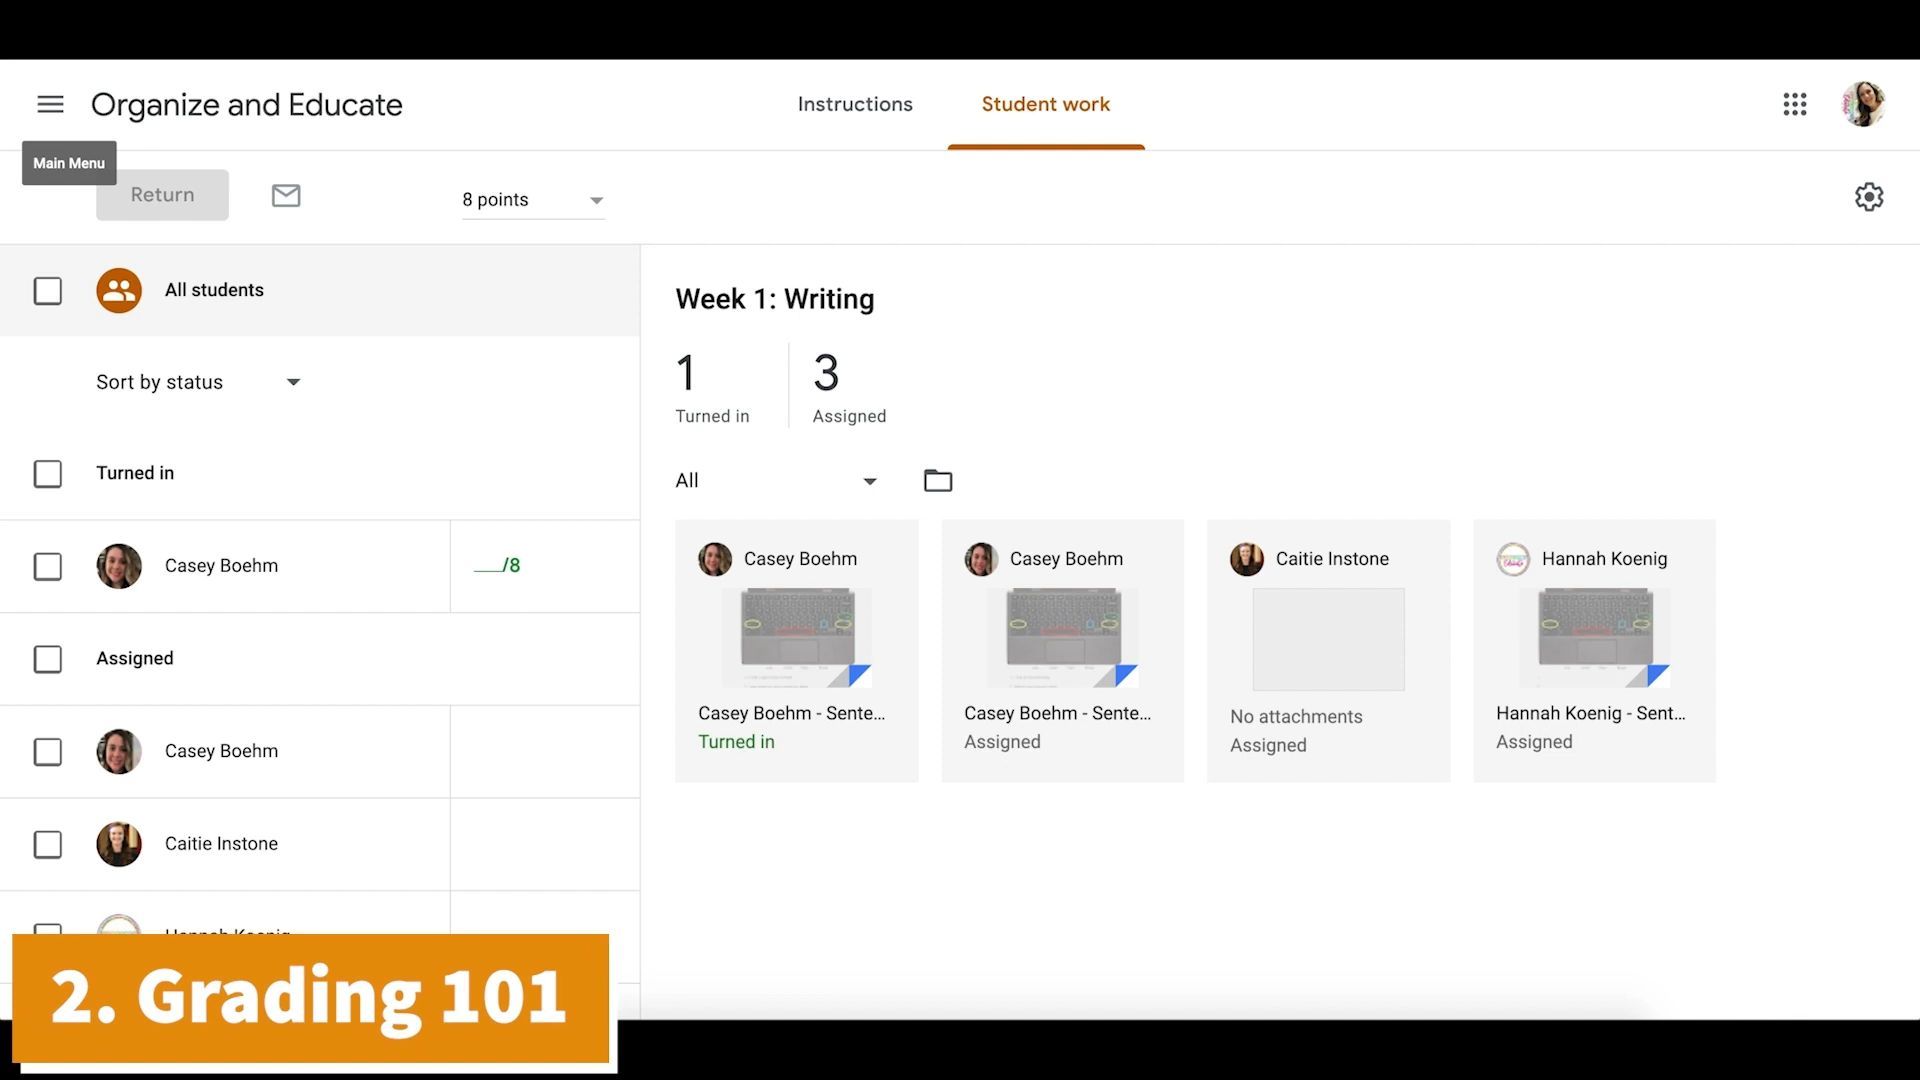 Organize and Educate
Instructions
Student work
Main Menu
Return
8 points
All students
Sort by status
Turned in
Casey Boehm
/8
Assigned
Casey Boehm
Caitie Instone
Hannah Koenig
Week 1: Writing
1
3
Turned in
Assigned
All
Casey Boehm
Casey Boehm - Sente...
Turned in
Casey Boehm
Casey Boehm - Sente...
Assigned
Caitie Instone
No attachments
Assigned
Hannah Koenig
Hannah Koenig - Sent...
Assigned
2. Grading 101